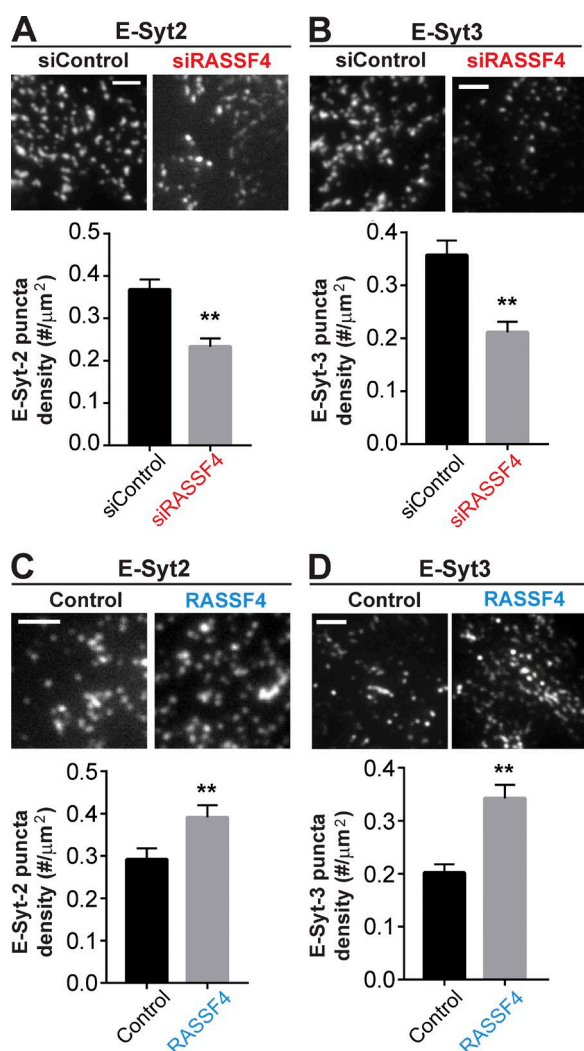 A
E-Syt2
siControl
siRASSF4
E-Syt-2 puncta
density (#/μm²)
0.5
0.4
0.3
0.2
0.1
0.0
**
siControl
siRASSF4
B
E-Syt3
siControl
siRASSF4
E-Syt-3 puncta
density (#/μm²)
0.4
0.3
0.2
0.1
0.0
**
siControl
siRASSF4
C
E-Syt2
Control
RASSF4
E-Syt-2 puncta
density (#/μm²)
0.5
0.4
0.3
0.2
0.1
0.0
**
Control
RASSF4
D
E-Syt3
Control
RASSF4
E-Syt-3 puncta
density (#/μm²)
0.4
0.3
0.2
0.1
0.0
**
Control
RASSF4